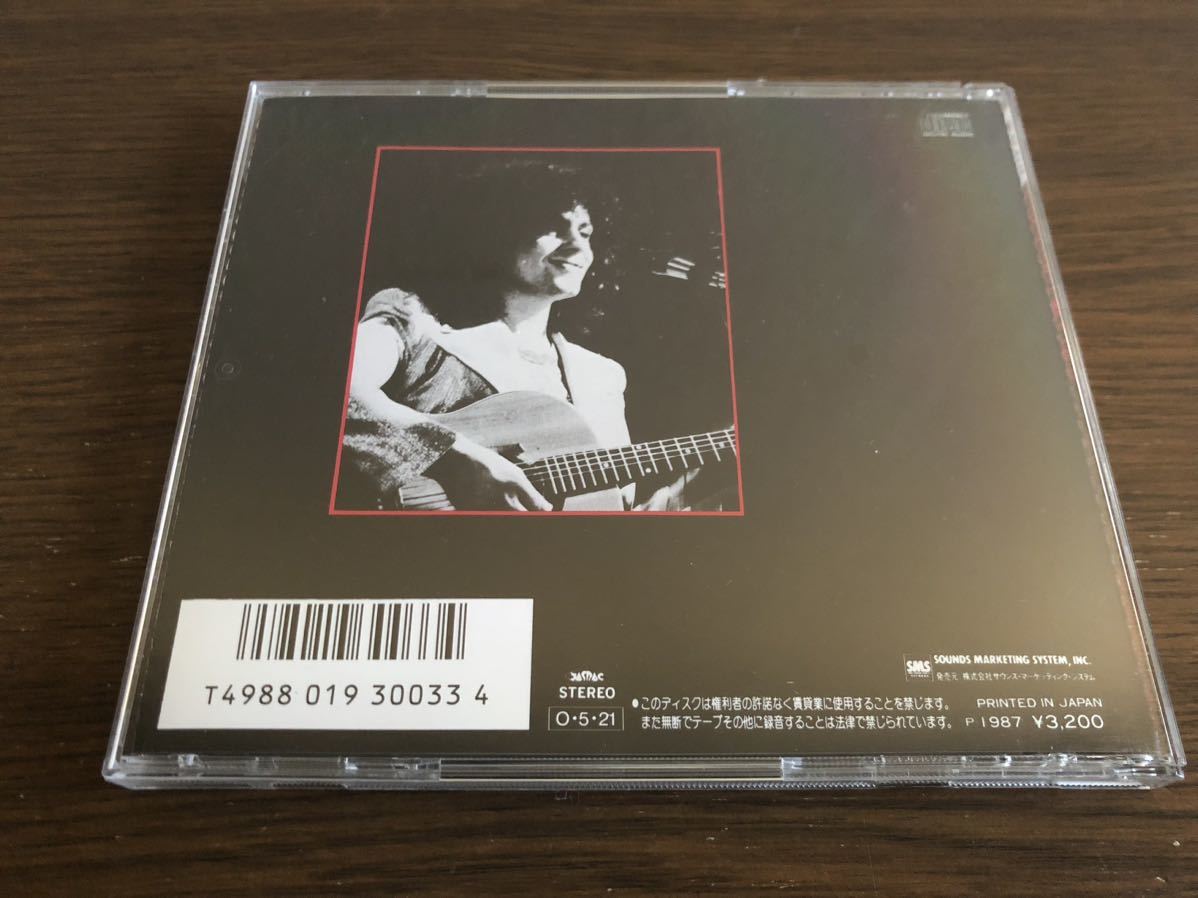 T4988 019 30033 4
JASRAC
STEREO
O・5・21
●このディスクは権利者の許諾なく賃貸業に使用することを禁じます。
また無断でテープその他に録音することは法律で禁じられています。
SMS
SOUNDS MARKETING SYSTEM, INC.
発売元 株式会社サウンズ・マーケティング・システム
PRINTED IN JAPAN
P 1987 ¥3,200